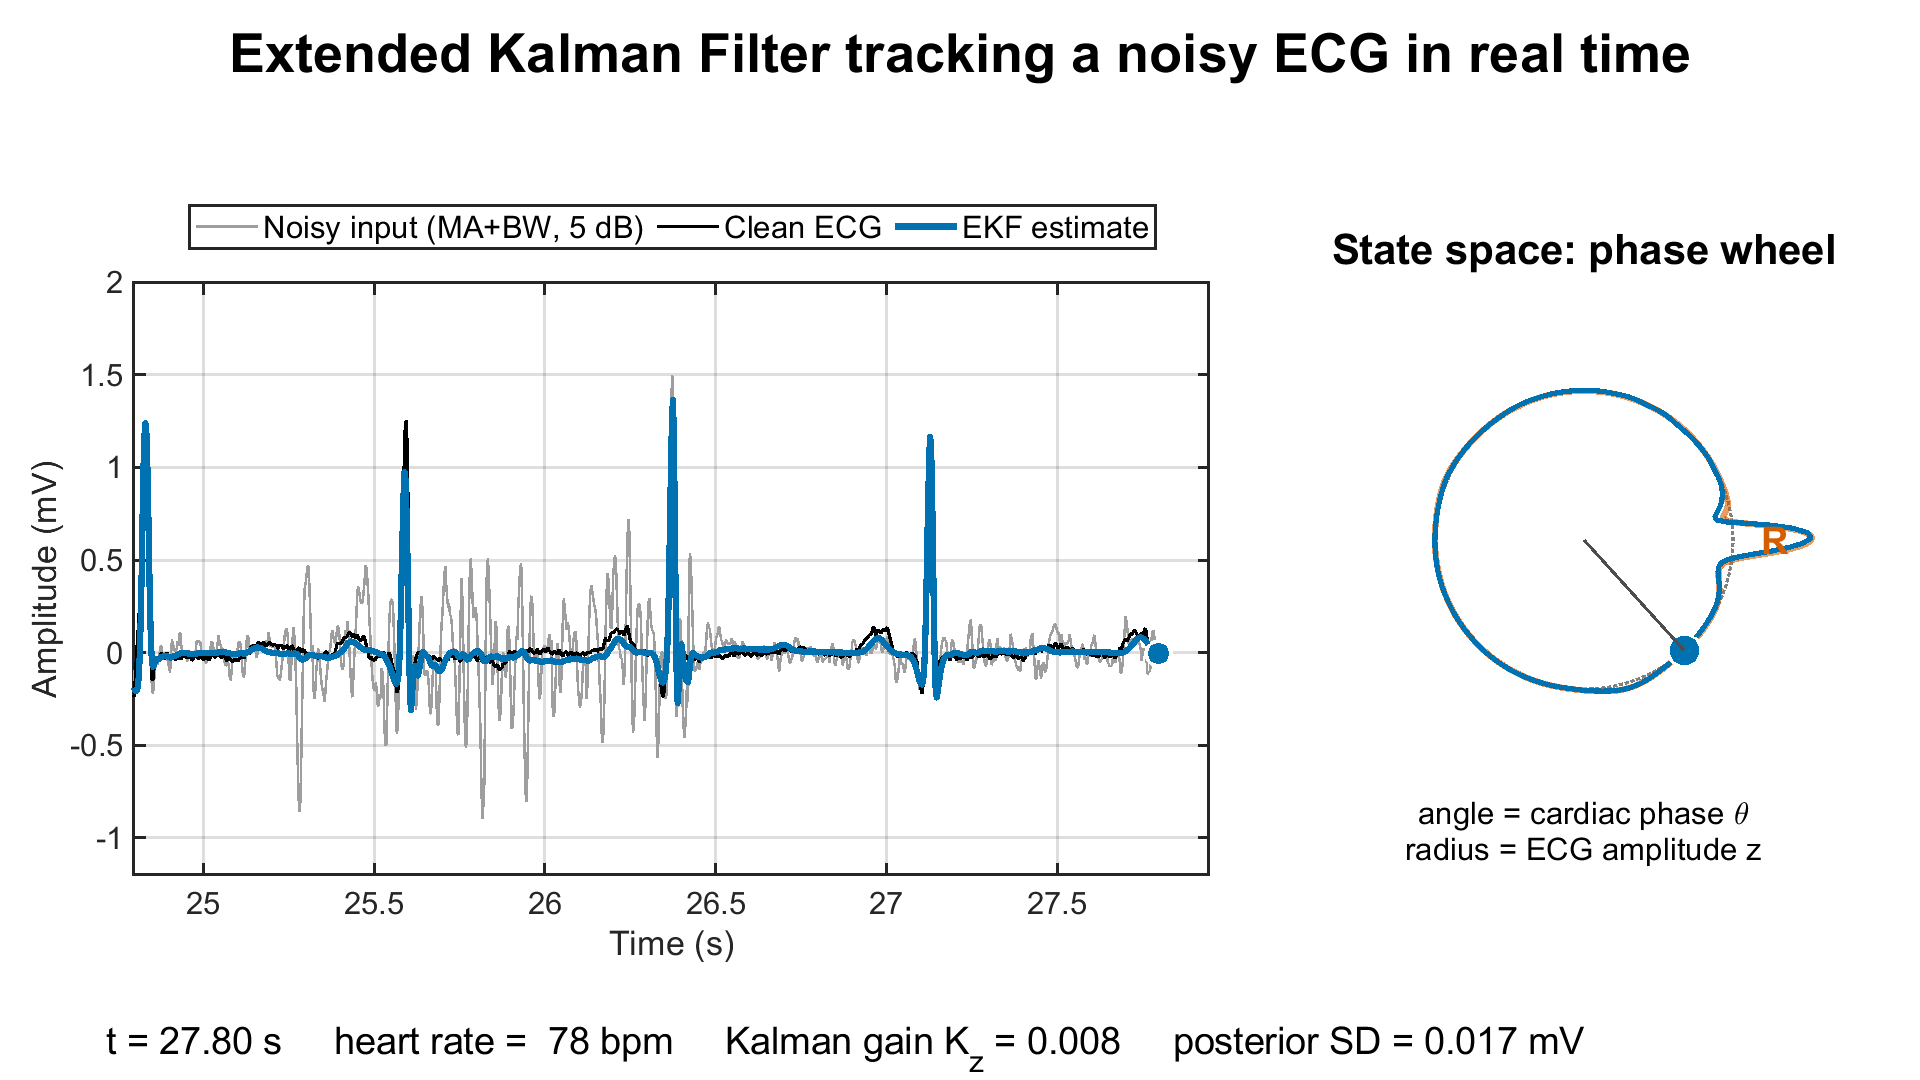 Extended Kalman Filter tracking a noisy ECG in real time
Noisy input (MA+BW, 5 dB) Clean ECG EKF estimate
State space: phase wheel
Amplitude (mV)
2
1.5
1
0.5
0
-0.5
-1
25 25.5 26 26.5 27 27.5
Time (s)
R
angle = cardiac phase θ
radius = ECG amplitude z
t = 27.80 s heart rate = 78 bpm Kalman gain K_z = 0.008 posterior SD = 0.017 mV